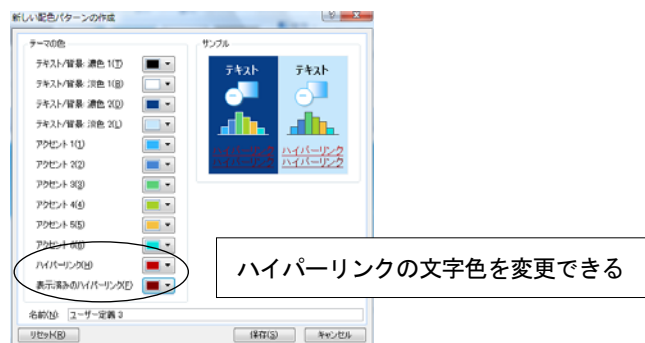 新しい配色パターンの作成
テーマの色
サンプル
テキスト/背景: 濃色 1(T)
テキスト/背景: 淡色 1(B)
テキスト/背景: 濃色 2(D)
テキスト/背景: 淡色 2(L)
アクセント 1(1)
アクセント 2(2)
アクセント 3(3)
アクセント 4(4)
アクセント 5(5)
アクセント 6(6)
ハイパーリンク(H)
表示済みのハイパーリンク(F)
テキスト テキスト
ハイパーリンク ハイパーリンク
ハイパーリンク ハイパーリンク
ハイパーリンクの文字色を変更できる
名前(N): ユーザー定義 3
リセット(R) 保存(S) キャンセル